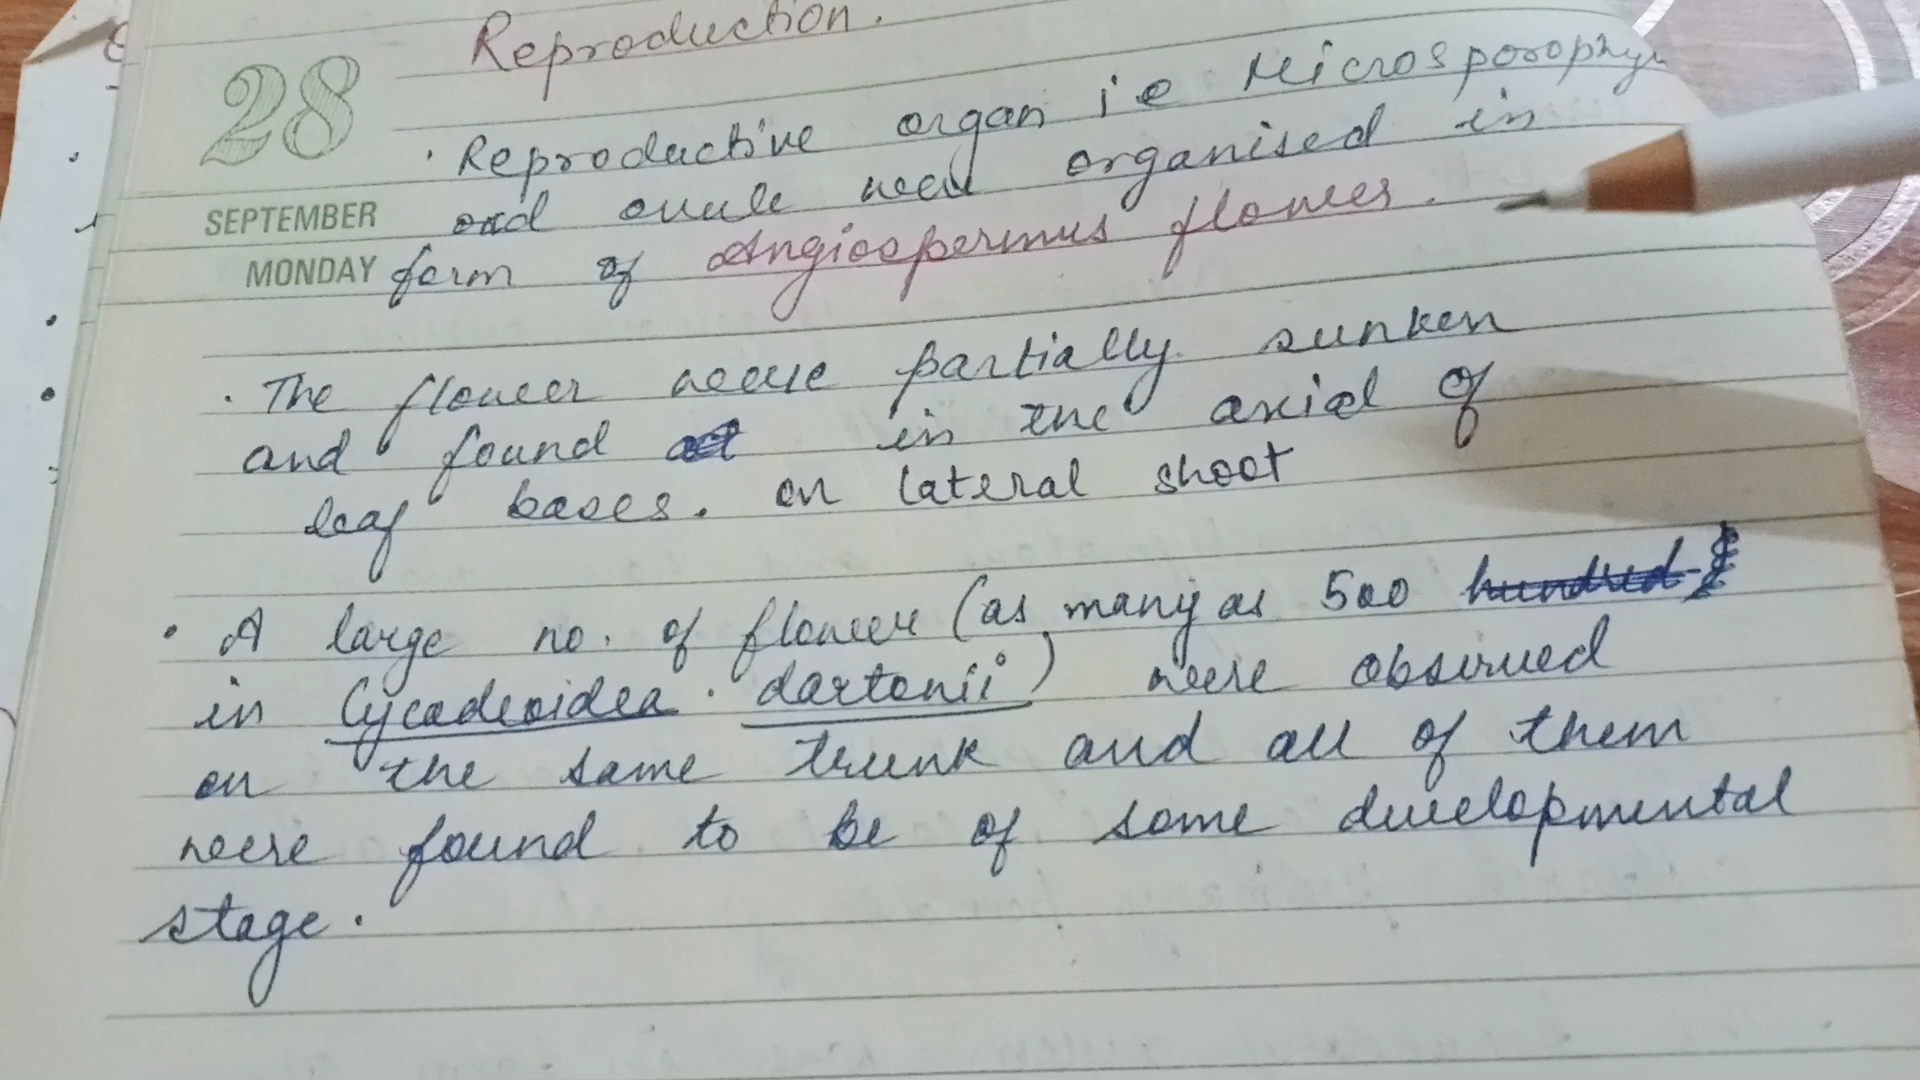 Reproduction.
28
SEPTEMBER
MONDAY
. Reproductive organ i.e Microsporophy
and ovule were organised in
form of Angiospermus flower.
. The flower were partially sunken
and found in the axial of
leaf bases. on lateral shoot
• A large no. of flower (as many as 500 hundred
in Cycadeoidea dartonii) were observed
on the same trunk and all of them
were found to be of same developmental
stage.